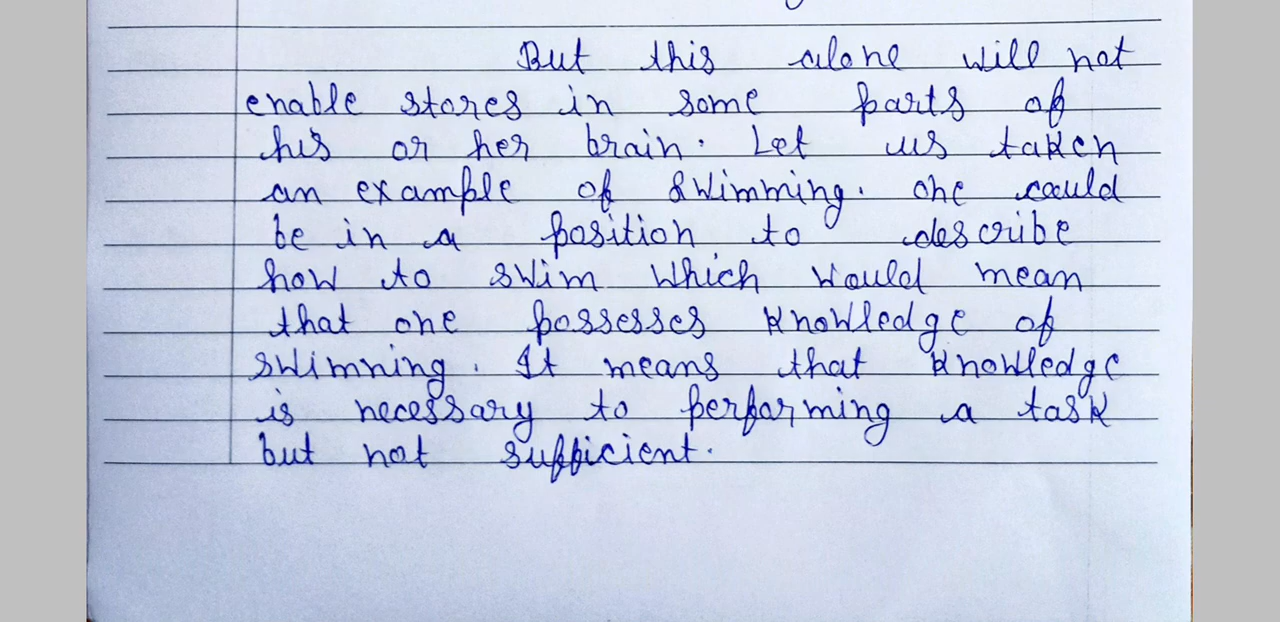 But this alone will not
enable stores in some parts of
his or her brain. Let us taken
an example of swimming. one could
be in a position to describe
how to swim which would mean
that one possesses knowledge of
swimning. It means that knowledge
is necessary to performing a task
but not sufficient.